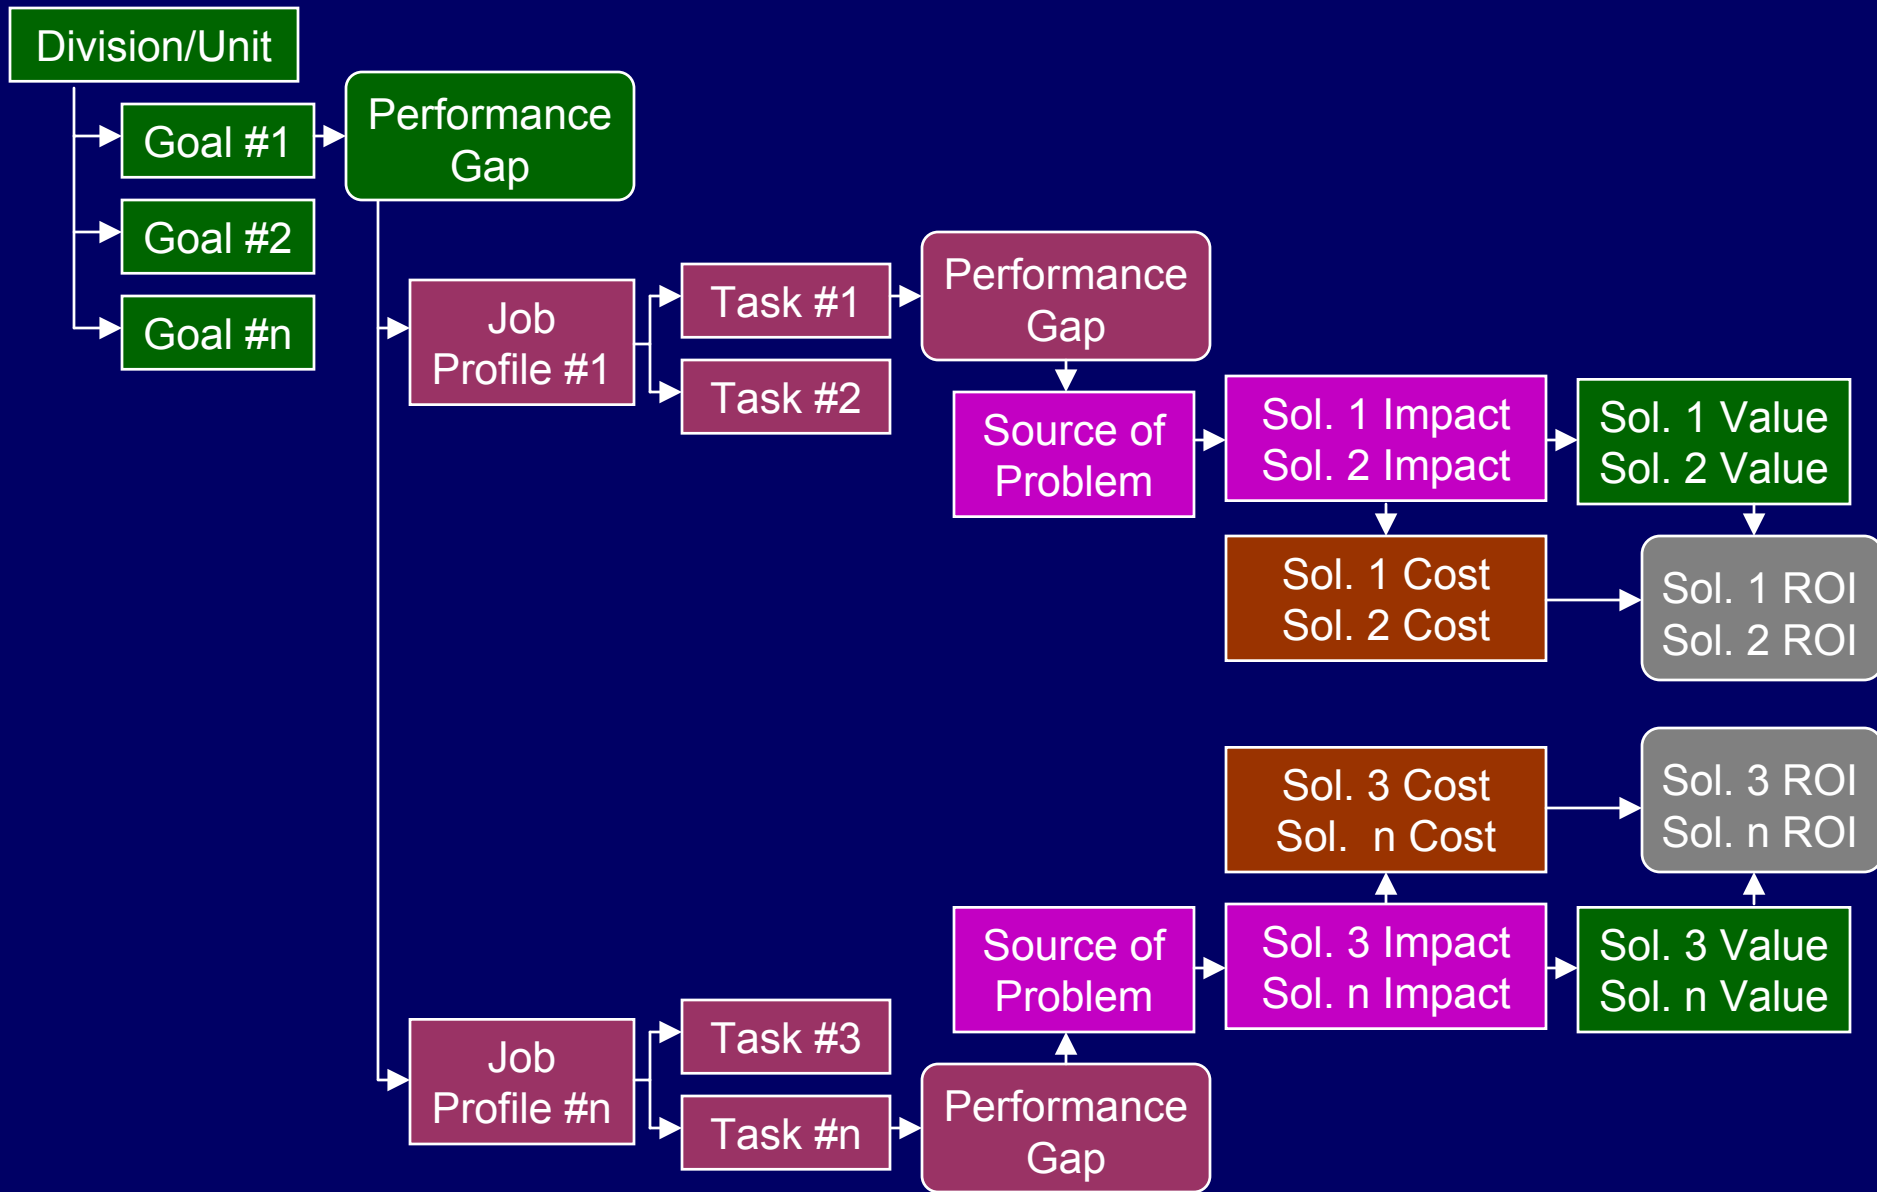 Division/Unit
Goal #1
Performance
Gap
Goal #2
Goal #n
Job
Profile #1
Task #1
Task #2
Performance
Gap
Source of
Problem
Sol. 1 Impact
Sol. 2 Impact
Sol. 1 Value
Sol. 2 Value
Sol. 1 Cost
Sol. 2 Cost
Sol. 1 ROI
Sol. 2 ROI
Sol. 3 Cost
Sol.  n Cost
Sol. 3 ROI
Sol. n ROI
Source of
Problem
Sol. 3 Impact
Sol. n Impact
Sol. 3 Value
Sol. n Value
Job
Profile #n
Task #3
Task #n
Performance
Gap